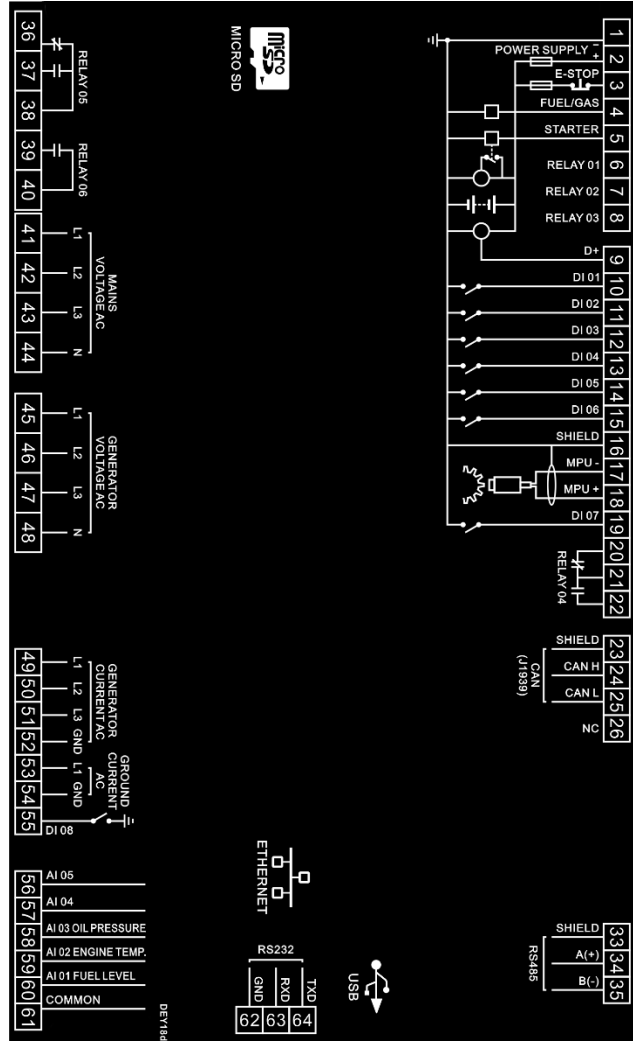 36
37
38
RELAY 05
39
40
RELAY 06
41
42
43
44
L1
L2
L3
N
MAINS
VOLTAGE AC
45
46
47
48
L1
L2
L3
N
GENERATOR
VOLTAGE AC
49
50
51
52
53
54
55
L1
L2
L3
GND
GENERATOR
CURRENT AC
L1
GND
GROUND
CURRENT
AC
DI 08
56
57
58
59
60
61
AI 05
AI 04
AI 03 OIL PRESSURE
AI 02 ENGINE TEMP.
AI 01 FUEL LEVEL
COMMON
micro
SD
MICRO SD
1
2
3
4
5
6
7
8
POWER SUPPLY - +
E-STOP
FUEL/GAS
STARTER
RELAY 01
RELAY 02
RELAY 03
9
10
11
12
13
14
15
16
17
18
19
20
21
22
D+
DI 01
DI 02
DI 03
DI 04
DI 05
DI 06
SHIELD
MPU -
MPU +
DI 07
RELAY 04
23
24
25
26
SHIELD
CAN H
CAN L
NC
CAN
(J1939)
33
34
35
SHIELD
A(+)
B(-)
RS485
ETHERNET
RS232
GND
RXD
TXD
62
63
64
USB